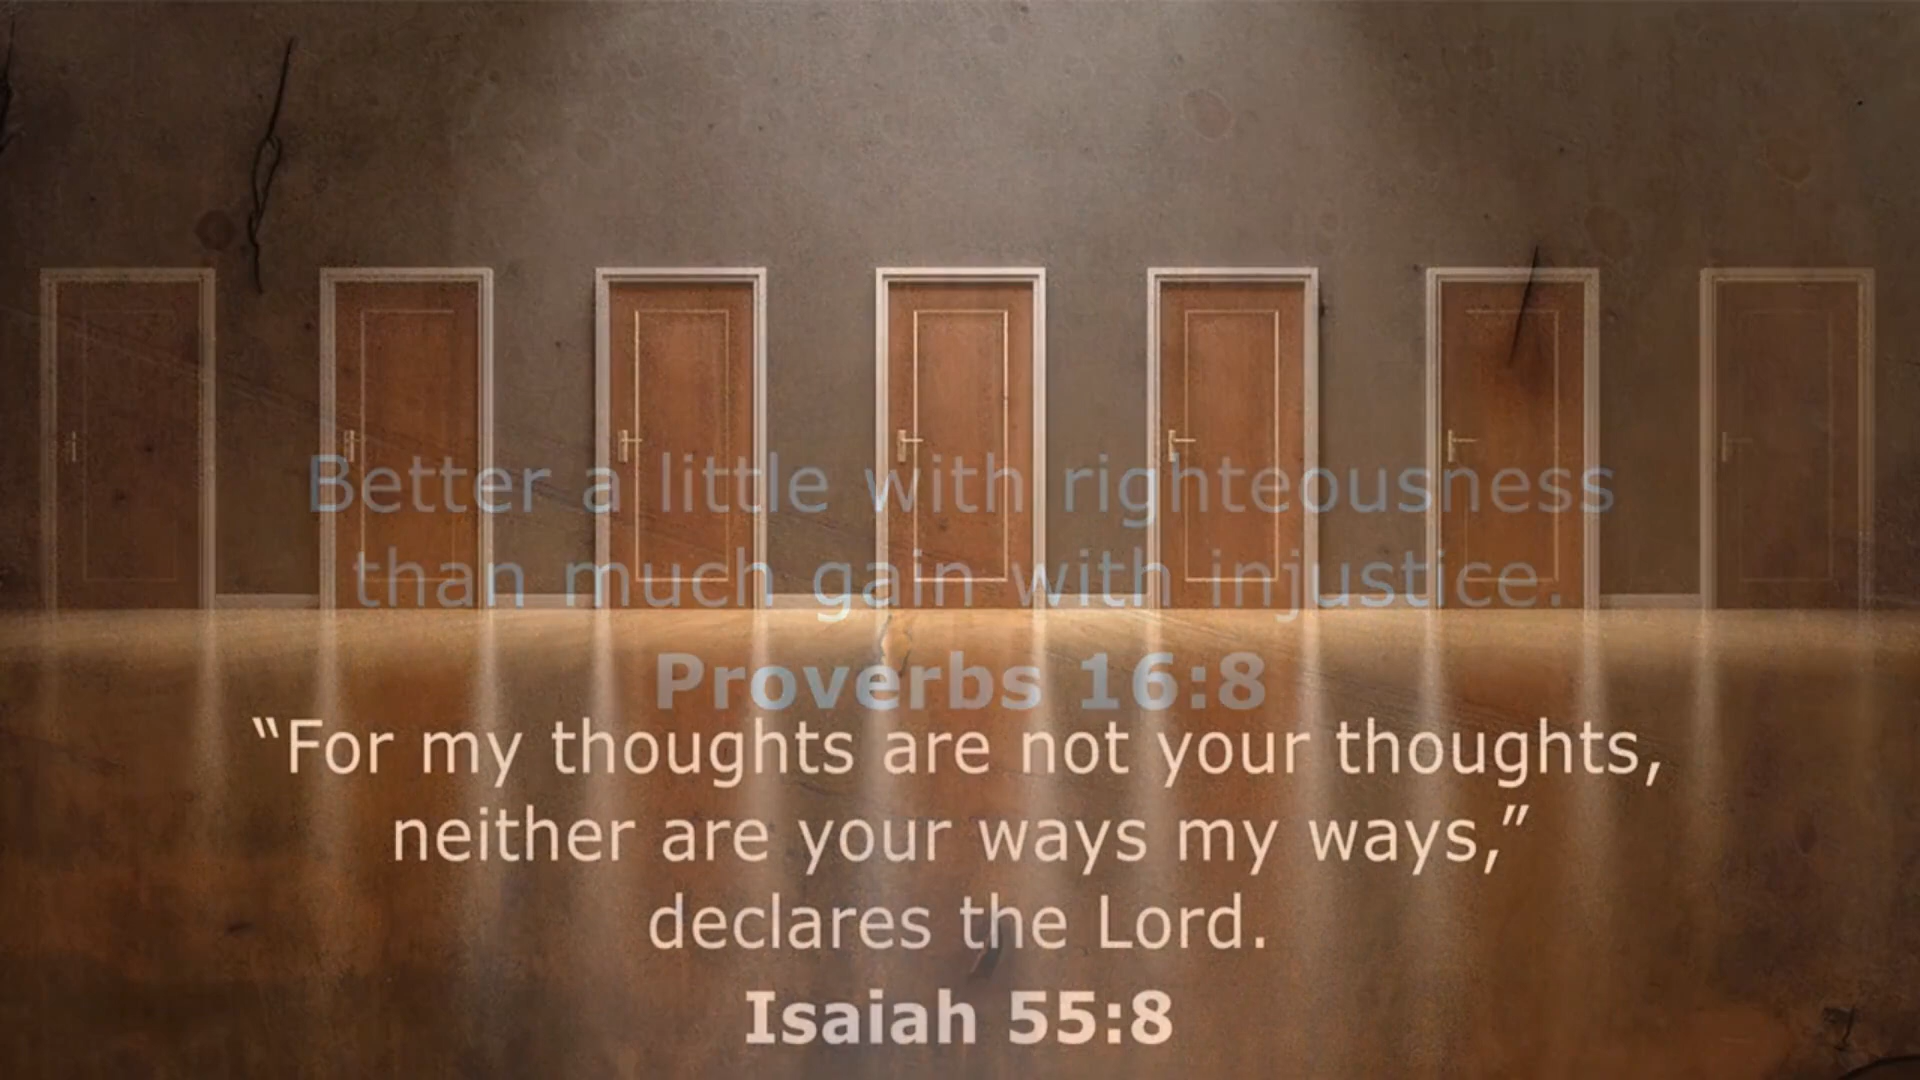 Better a little with righteousness
than much gain with injustice.
Proverbs 16:8
“For my thoughts are not your thoughts,
neither are your ways my ways,”
declares the Lord.
Isaiah 55:8